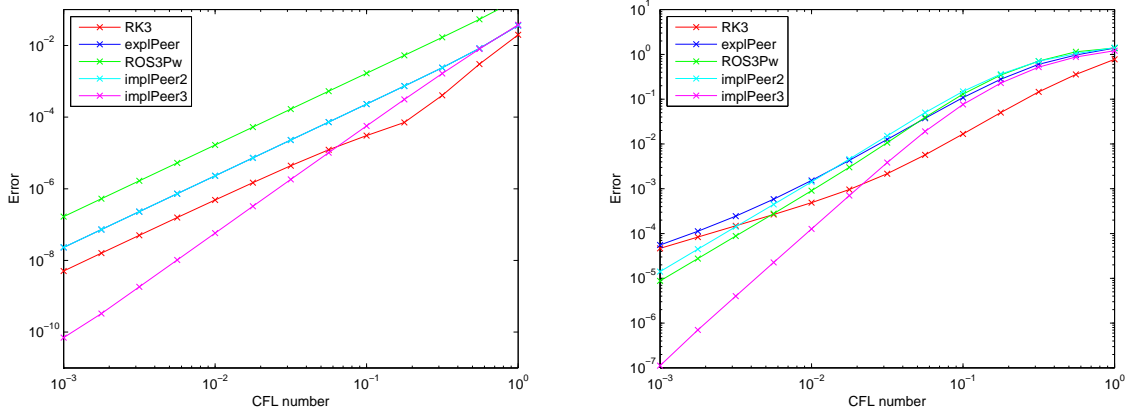 RK3
explPeer
ROS3Pw
implPeer2
implPeer3
10^−2
10^−4
10^−6
10^−8
10^−10
Error
10^−3
10^−2
10^−1
10^0
CFL number
RK3
explPeer
ROS3Pw
implPeer2
implPeer3
10^1
10^0
10^−1
10^−2
10^−3
10^−4
10^−5
10^−6
10^−7
Error
10^−3
10^−2
10^−1
10^0
CFL number